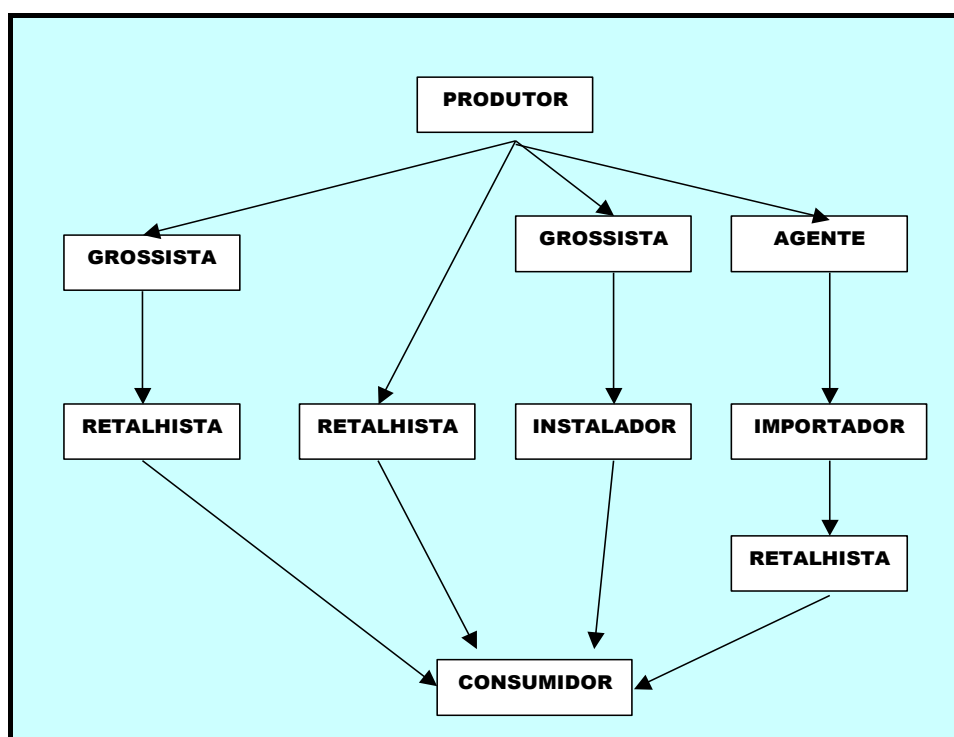 PRODUTOR
GROSSISTA
GROSSISTA
AGENTE
RETALHISTA
RETALHISTA
INSTALADOR
IMPORTADOR
RETALHISTA
CONSUMIDOR